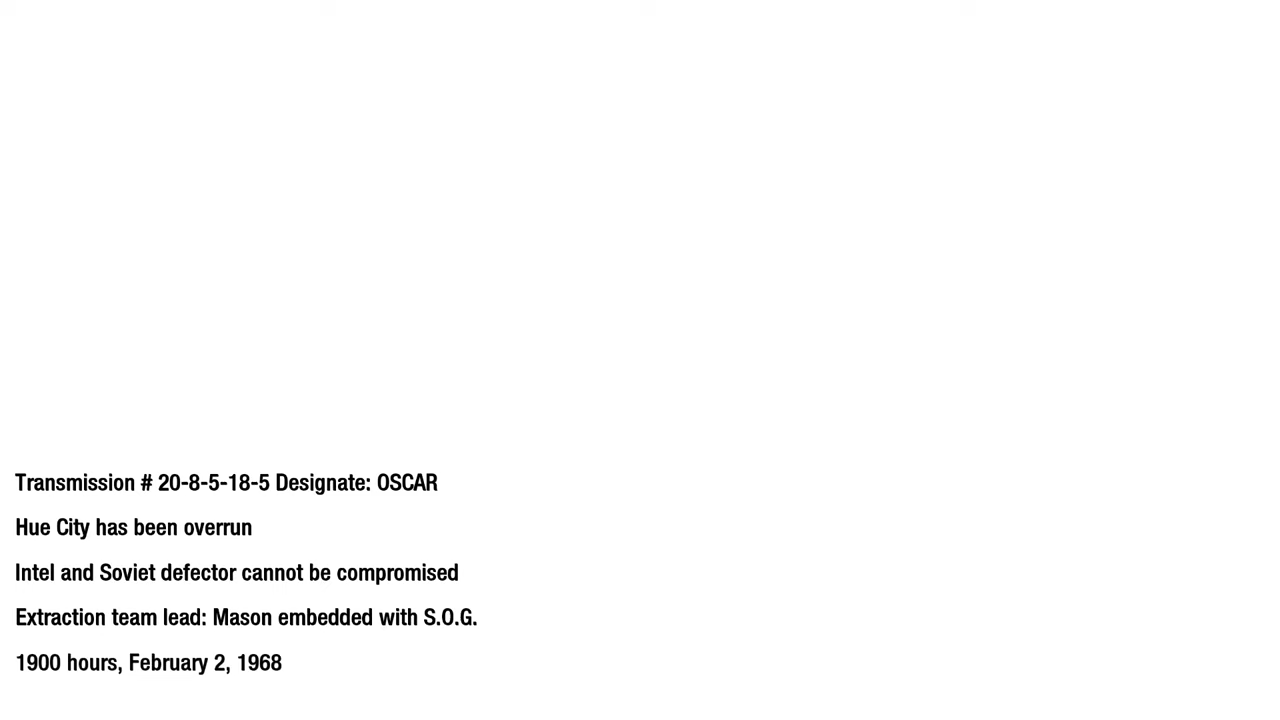 Transmission # 20-8-5-18-5 Designate: OSCAR
Hue City has been overrun
Intel and Soviet defector cannot be compromised
Extraction team lead: Mason embedded with S.O.G.
1900 hours, February 2, 1968